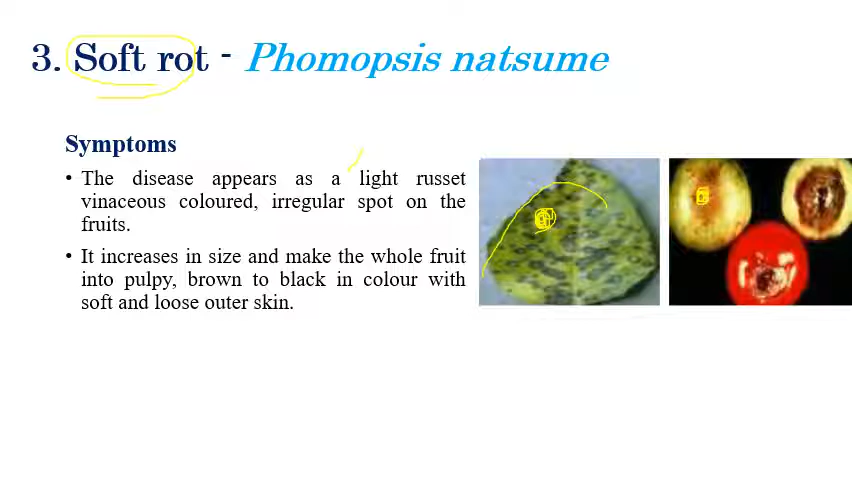 3. Soft rot - Phomopsis natsume
Symptoms
• The disease appears as a light russet
vinaceous coloured, irregular spot on the
fruits.
• It increases in size and make the whole fruit
into pulpy, brown to black in colour with
soft and loose outer skin.